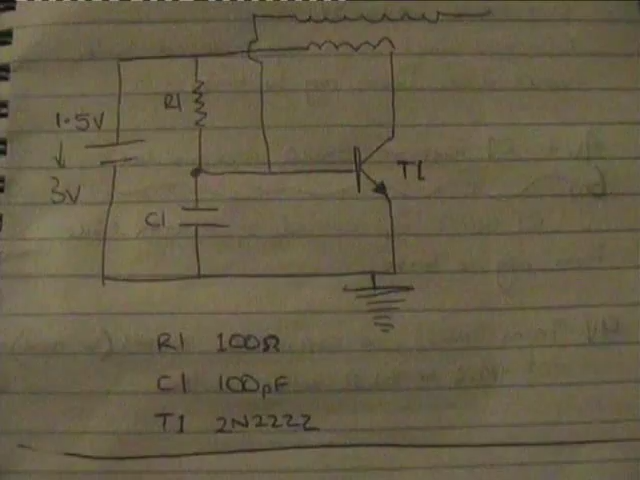 R1
1.5V
↓
3V
T1
C1
R1 100Ω
C1 100pF
T1 2N2222